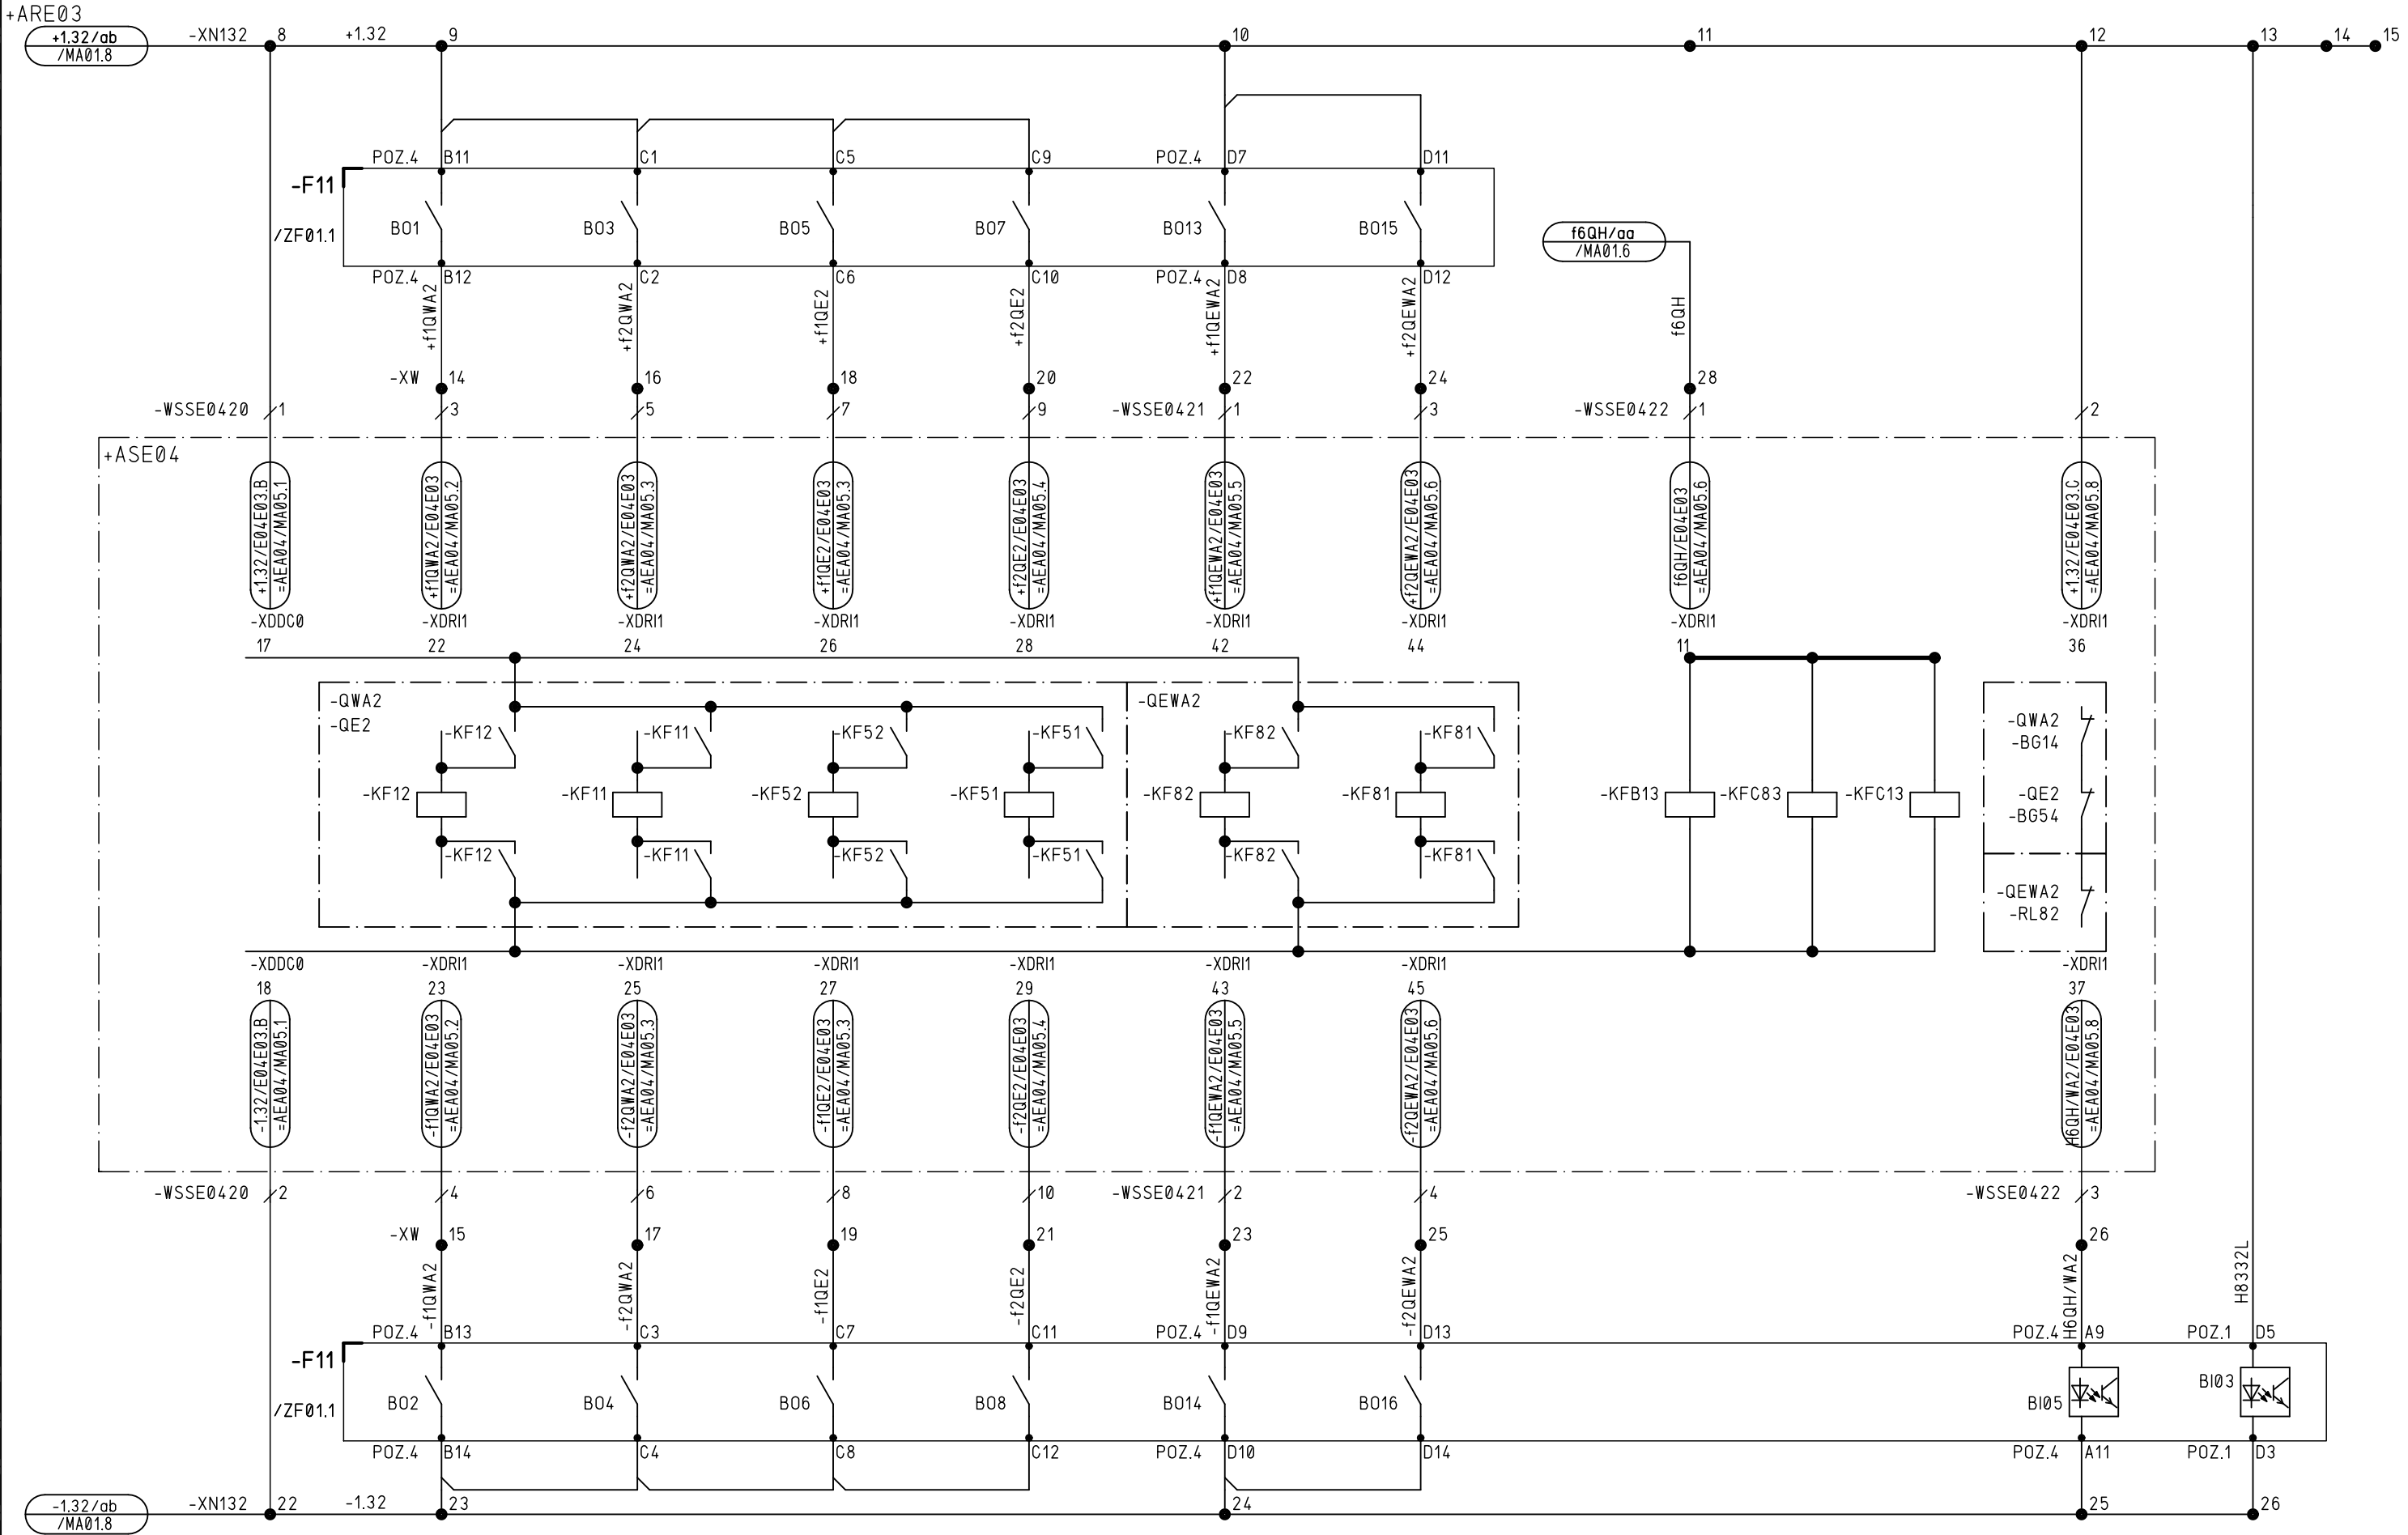 +ARE03
+1.32/ab
/MA01.8
-XN132 8 +1.32 9 10 11 12 13 14 15
POZ.4 B11 C1 C5 C9 POZ.4 D7 D11
-F11
/ZF01.1
BO1 BO3 BO5 BO7 BO13 BO15
f6QH/aa
/MA01.6
POZ.4 B12 C2 C6 C10 POZ.4 D8 D12
+f1QWA2 +f2QWA2 +f1QE2 +f2QE2 +f1QEWA2 +f2QEWA2 f6QH
-XW 14 16 18 20 22 24 28
-WSSE0420 1 3 5 7 9 -WSSE0421 1 3 -WSSE0422 1 2
+ASE04
+1.32/E04E03.B
=AEA04/MA05.1
+f1QWA2/E04E03
=AEA04/MA05.2
+f2QWA2/E04E03
=AEA04/MA05.3
+f1QE2/E04E03
=AEA04/MA05.3
+f2QE2/E04E03
=AEA04/MA05.4
+f1QEWA2/E04E03
=AEA04/MA05.5
+f2QEWA2/E04E03
=AEA04/MA05.6
f6QH/E04E03
=AEA04/MA05.6
+1.32/E04E03.C
=AEA04/MA05.8
-XDDC0 -XDRI1 -XDRI1 -XDRI1 -XDRI1 -XDRI1 -XDRI1 -XDRI1 -XDRI1
17 22 24 26 28 42 44 11 36
-QWA2
-QE2
-QEWA2
-KF12 -KF11 -KF52 -KF51 -KF82 -KF81
-QWA2
-BG14
-KF12 -KF11 -KF52 -KF51 -KF82 -KF81 -KFB13 -KFC83 -KFC13
-QE2
-BG54
-KF12 -KF11 -KF52 -KF51 -KF82 -KF81
-QEWA2
-RL82
-XDDC0 -XDRI1 -XDRI1 -XDRI1 -XDRI1 -XDRI1 -XDRI1 -XDRI1
18 23 25 27 29 43 45 37
-1.32/E04E03.B
=AEA04/MA05.1
-f1QWA2/E04E03
=AEA04/MA05.2
-f2QWA2/E04E03
=AEA04/MA05.3
-f1QE2/E04E03
=AEA04/MA05.3
-f2QE2/E04E03
=AEA04/MA05.4
-f1QEWA2/E04E03
=AEA04/MA05.5
-f2QEWA2/E04E03
=AEA04/MA05.6
H6QH/WA2/E04E03
=AEA04/MA05.8
-WSSE0420 2 4 6 8 10 -WSSE0421 2 4 -WSSE0422 3
-XW 15 17 19 21 23 25 26
-f1QWA2 -f2QWA2 -f1QE2 -f2QE2 -f1QEWA2 -f2QEWA2 H6QH/WA2 H8332L
POZ.4 B13 C3 C7 C11 POZ.4 D9 D13 POZ.4 A9 POZ.1 D5
-F11
/ZF01.1
BO2 BO4 BO6 BO8 BO14 BO16 BI05 BI03
POZ.4 B14 C4 C8 C12 POZ.4 D10 D14 POZ.4 A11 POZ.1 D3
-1.32/ab
/MA01.8
-XN132 22 -1.32 23 24 25 26